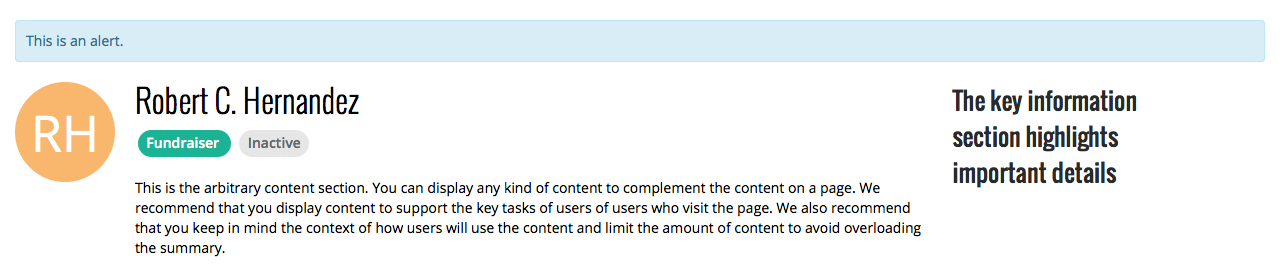 This is an alert.
RH
Robert C. Hernandez
Fundraiser Inactive
This is the arbitrary content section. You can display any kind of content to complement the content on a page. We
recommend that you display content to support the key tasks of users of users who visit the page. We also recommend
that you keep in mind the context of how users will use the content and limit the amount of content to avoid overloading
the summary.
The key information
section highlights
important details